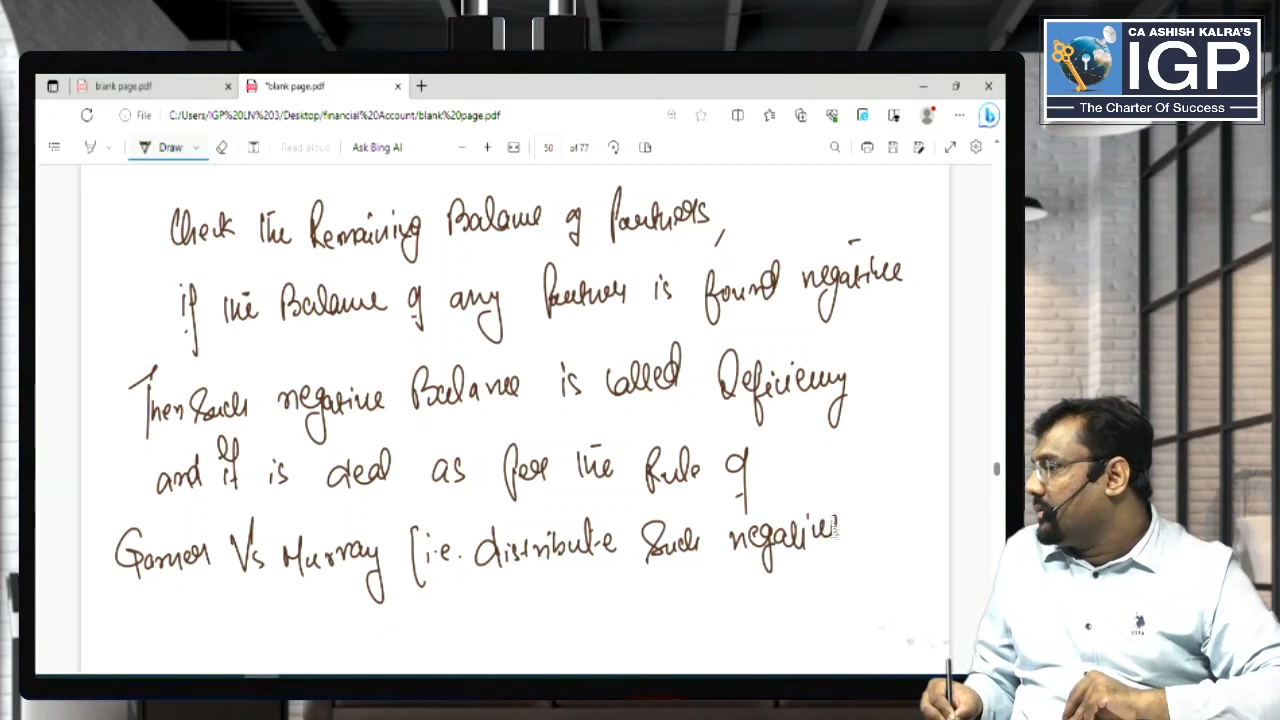 CA ASHISH KALRA'S
IGP
The Charter Of Success
blank page.pdf
*blank page.pdf
File C:/Users/IGP%20LN%203/Desktop/financial%20Account/blank%20page.pdf
Draw Read aloud Ask Bing AI 50 of 77
Check the Remaining Balance of Partners,
if the Balance of any Partner is found negative
Then Such negative Balance is called Deficiency
and it is deal as per the Rule of
Garner Vs Murray [i.e. distribute Such negative
USPA